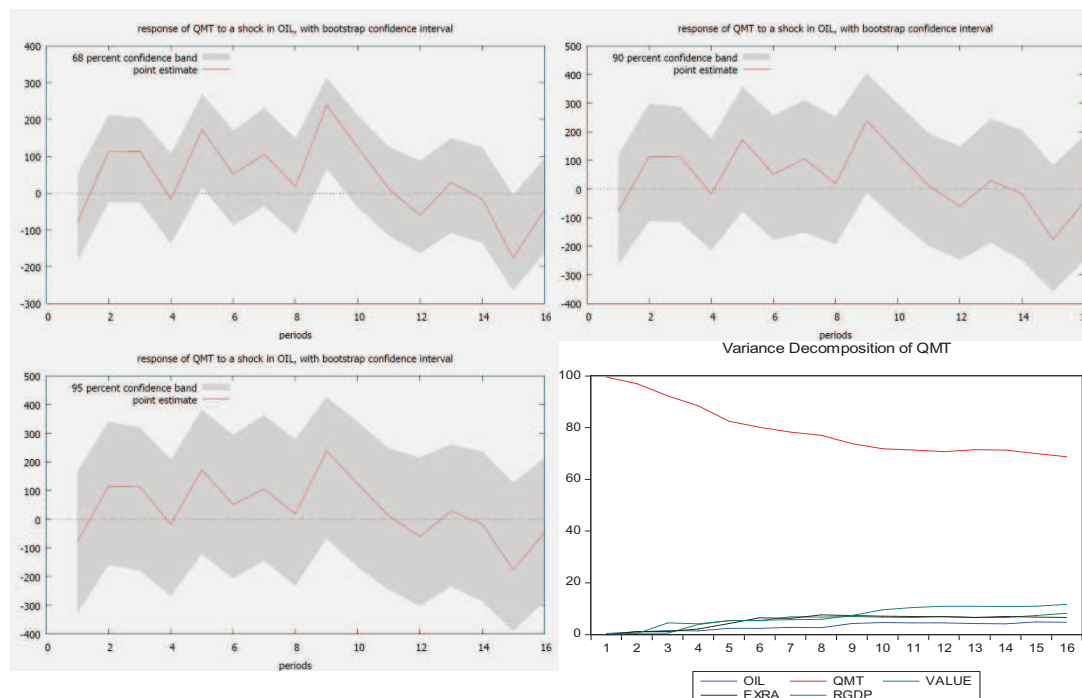 response of QMT to a shock in OIL, with bootstrap confidence interval
400
300
200
100
0
-100
-200
-300
68 percent confidence band
point estimate
0 2 4 6 8 10 12 14 16
periods
response of QMT to a shock in OIL, with bootstrap confidence interval
500
400
300
200
100
0
-100
-200
-300
-400
90 percent confidence band
point estimate
0 2 4 6 8 10 12 14 16
periods
response of QMT to a shock in OIL, with bootstrap confidence interval
500
400
300
200
100
0
-100
-200
-300
-400
95 percent confidence band
point estimate
0 2 4 6 8 10 12 14 16
periods
Variance Decomposition of QMT
100
80
60
40
20
0
1 2 3 4 5 6 7 8 9 10 11 12 13 14 15 16
OIL QMT VALUE
EXRA RGDP